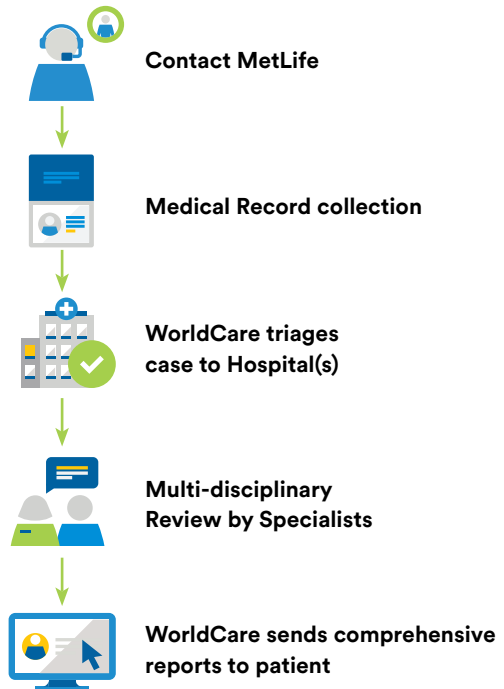 Contact MetLife
Medical Record collection
WorldCare triages
case to Hospital(s)
Multi-disciplinary
Review by Specialists
WorldCare sends comprehensive
reports to patient